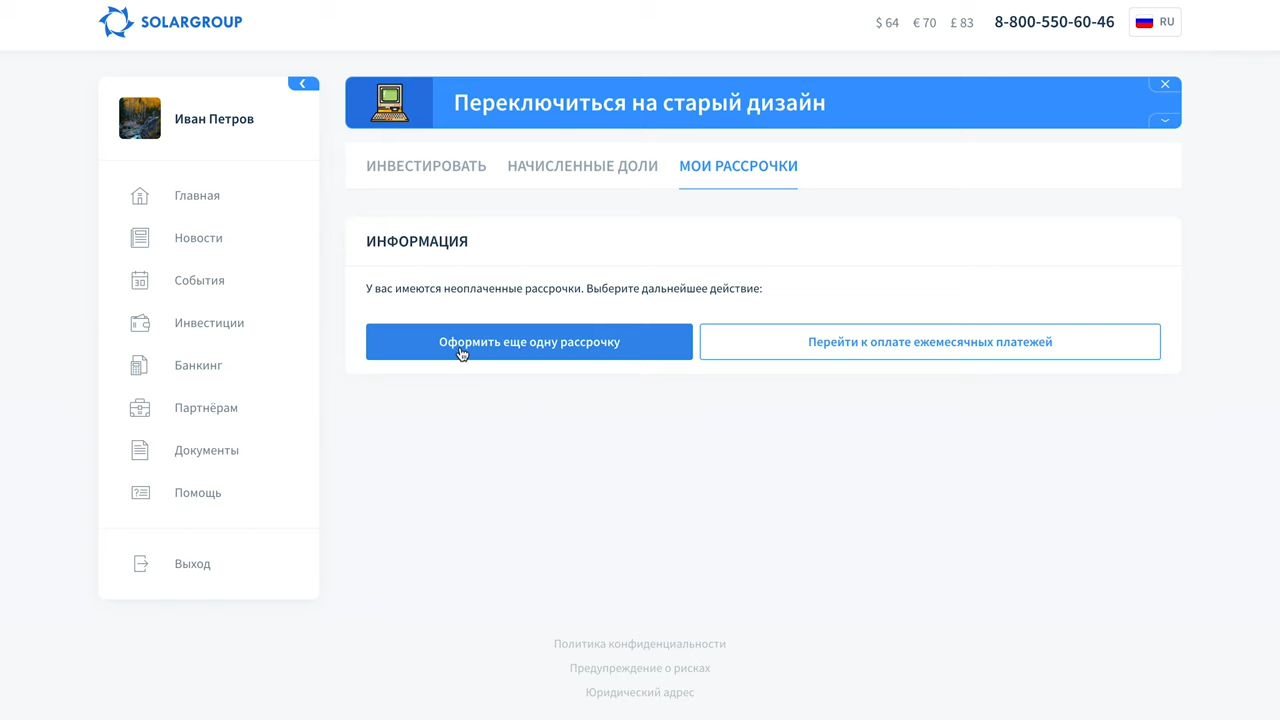 SOLARGROUP
$ 64 € 70 £ 83 8-800-550-60-46 RU
Иван Петров
Главная
Новости
События
Инвестиции
Банкинг
Партнёрам
Документы
Помощь
Выход
Переключиться на старый дизайн
ИНВЕСТИРОВАТЬ НАЧИСЛЕННЫЕ ДОЛИ МОИ РАССРОЧКИ
ИНФОРМАЦИЯ
У вас имеются неоплаченные рассрочки. Выберите дальнейшее действие:
Оформить еще одну рассрочку Перейти к оплате ежемесячных платежей
Политика конфиденциальности
Предупреждение о рисках
Юридический адрес